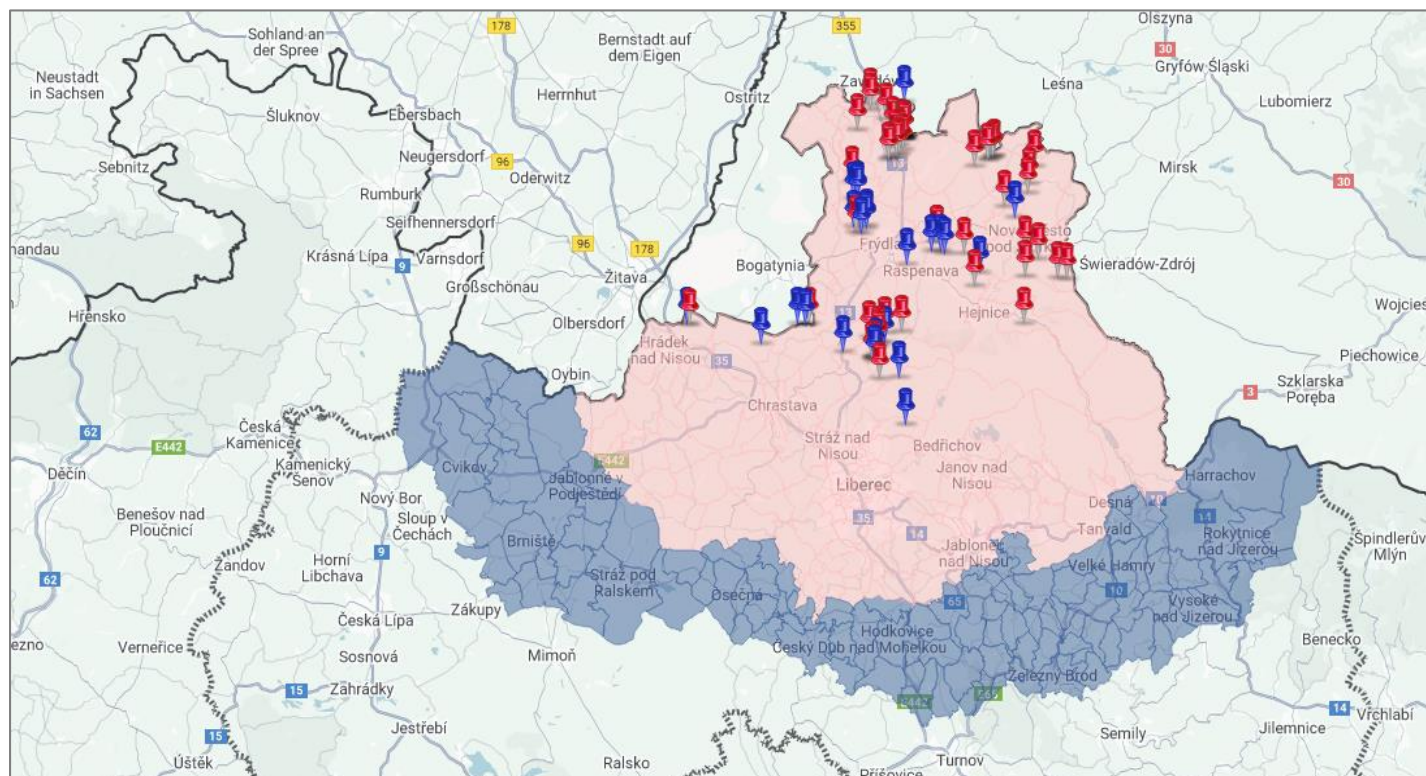 Sohland an
der Spree
178
Bernstadt auf
dem Eigen
355
Olszyna
30
Gryfów Śląski
Neustadt
in Sachsen
Herrnhut
Ostritz
Leśna
Lubomierz
Šluknov
Ebersbach
Sebnitz
Neugersdorf
96
Oderwitz
13
Mirsk
30
Rumburk
Seifhennersdorf
96
178
Krásná Lípa
9
Varnsdorf
Žitava
Bogatynia
Frýdlant
Raspenava
Świeradów-Zdrój
Großschönau
Hřensko
Olbersdorf
Hrádek
nad Nisou
35
13
Hejnice
Piechowice
Oybin
Szklarska
Poręba
3
Chrastava
62
E442
Česká
Kamenice
Kamenický
Šenov
Děčín
Cvikov
Jablonné v
Podještědí
E442
Stráž nad
Nisou
Bedřichov
Janov nad
Nisou
Liberec
Harrachov
Desná
Tanvald
Nový Bor
Sloup v
Čechách
Benešov nad
Ploučnicí
35
14
Rokytnice
nad Jizerou
Špindlerův
Mlýn
Brniště
Jablonec
nad Nisou
9
Horní
Libchava
Žandov
62
Stráž pod
Ralskem
Osečná
Velké Hamry
10
65
Vysoké
nad Jizerou
Zákupy
Česká Lípa
Hodkovice
nad Mohelkou
Český Dub
Benecko
Verneřice
Sosnová
Mimoň
Železný Brod
15
Zahrádky
E442
E65
14
Vrchlabí
Jestřebí
15
Semily
Jilemnice
Úštěk
Ralsko
Turnov
Příšovice